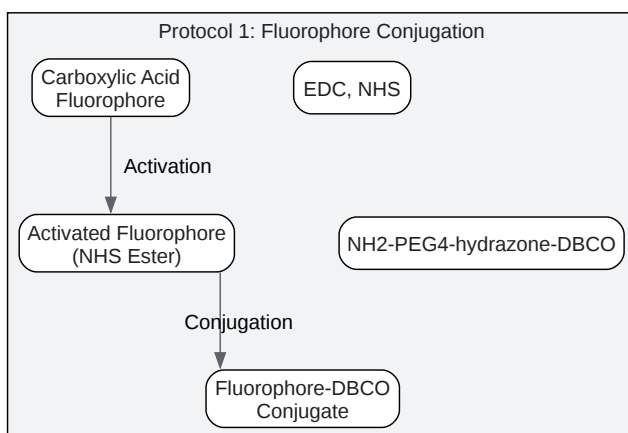 Protocol 1: Fluorophore Conjugation
Carboxylic Acid
Fluorophore
EDC, NHS
Activation
Activated Fluorophore
(NHS Ester)
NH2-PEG4-hydrazone-DBCO
Conjugation
Fluorophore-DBCO
Conjugate